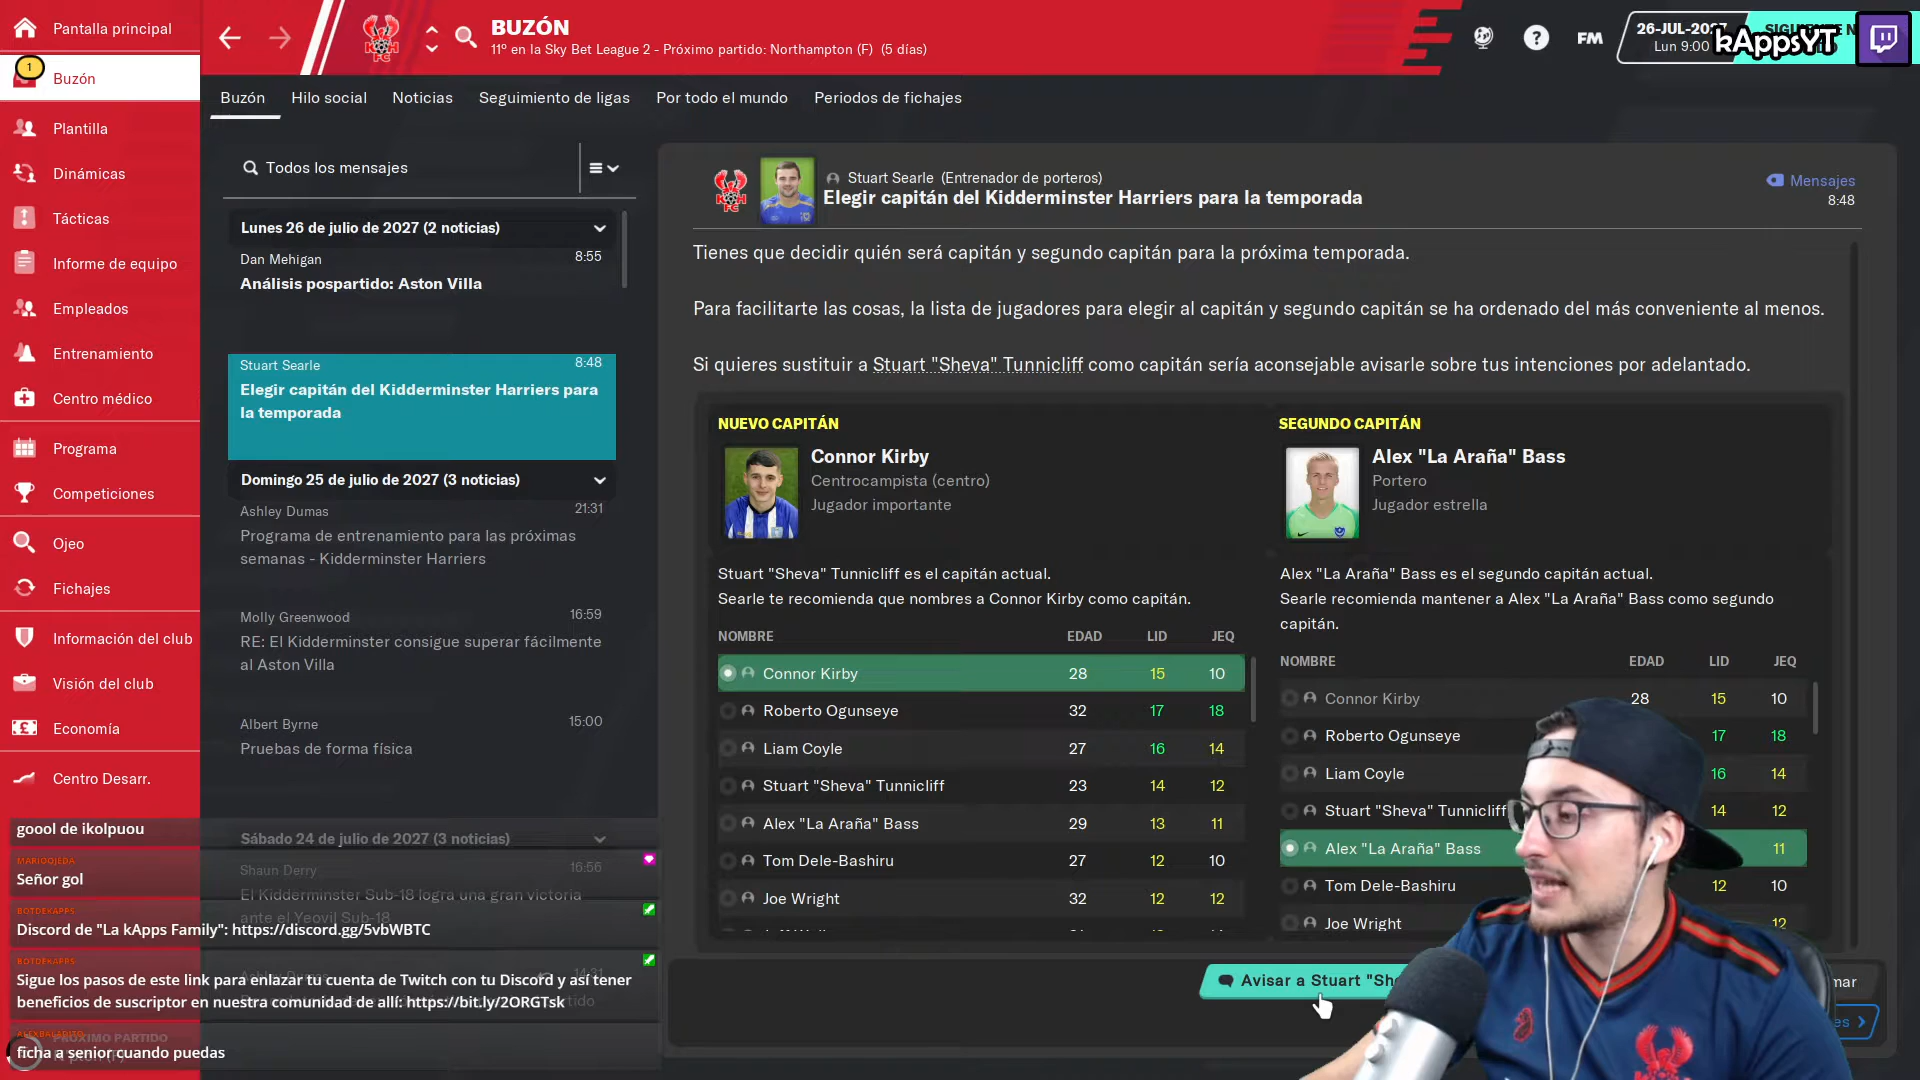 Pantalla principal
1
Buzón
Plantilla
Dinámicas
Tácticas
Informe de equipo
Empleados
Entrenamiento
Centro médico
Programa
Competiciones
Ojeo
Fichajes
Información del club
Visión del club
Economía
Centro Desarr.
BUZÓN
11º en la Sky Bet League 2 - Próximo partido: Northampton (F) (5 días)
FM
Lun 9:00
kAppsYT
Buzón Hilo social Noticias Seguimiento de ligas Por todo el mundo Periodos de fichajes
Todos los mensajes
Lunes 26 de julio de 2027 (2 noticias)
Dan Mehigan 8:55
Análisis pospartido: Aston Villa
Stuart Searle 8:48
Elegir capitán del Kidderminster Harriers para
la temporada
Domingo 25 de julio de 2027 (3 noticias)
Ashley Dumas 21:31
Programa de entrenamiento para las próximas
semanas - Kidderminster Harriers
Molly Greenwood 16:59
RE: El Kidderminster consigue superar fácilmente
al Aston Villa
Albert Byrne 15:00
Pruebas de forma física
Sábado 24 de julio de 2027 (3 noticias)
Shaun Derry 16:56
El Kidderminster Sub-18 logra una gran victoria
ante el Yeovil Sub-18
goool de ikolpuou
MARIOOJEDA
Señor gol
BOTDEKAPPS
Discord de "La kApps Family": https://discord.gg/5vbWBTC
BOTDEKAPPS
Sigue los pasos de este link para enlazar tu cuenta de Twitch con tu Discord y así tener
beneficios de suscriptor en nuestra comunidad de allí: https://bit.ly/2ORGTsk
PRÓXIMO PARTIDO
ficha a senior cuando puedas
Stuart Searle (Entrenador de porteros)
Elegir capitán del Kidderminster Harriers para la temporada
Mensajes
8:48
Tienes que decidir quién será capitán y segundo capitán para la próxima temporada.
Para facilitarte las cosas, la lista de jugadores para elegir al capitán y segundo capitán se ha ordenado del más conveniente al menos.
Si quieres sustituir a Stuart "Sheva" Tunnicliff como capitán sería aconsejable avisarle sobre tus intenciones por adelantado.
NUEVO CAPITÁN
Connor Kirby
Centrocampista (centro)
Jugador importante
Stuart "Sheva" Tunnicliff es el capitán actual.
Searle te recomienda que nombres a Connor Kirby como capitán.
NOMBRE EDAD LID JEQ
Connor Kirby 28 15 10
Roberto Ogunseye 32 17 18
Liam Coyle 27 16 14
Stuart "Sheva" Tunnicliff 23 14 12
Alex "La Araña" Bass 29 13 11
Tom Dele-Bashiru 27 12 10
Joe Wright 32 12 12
SEGUNDO CAPITÁN
Alex "La Araña" Bass
Portero
Jugador estrella
Alex "La Araña" Bass es el segundo capitán actual.
Searle recomienda mantener a Alex "La Araña" Bass como segundo
capitán.
NOMBRE EDAD LID JEQ
Connor Kirby 28 15 10
Roberto Ogunseye 17 18
Liam Coyle 16 14
Stuart "Sheva" Tunnicliff 14 12
Alex "La Araña" Bass 11
Tom Dele-Bashiru 12 10
Joe Wright 12
Avisar a Stuart "She
mar
es